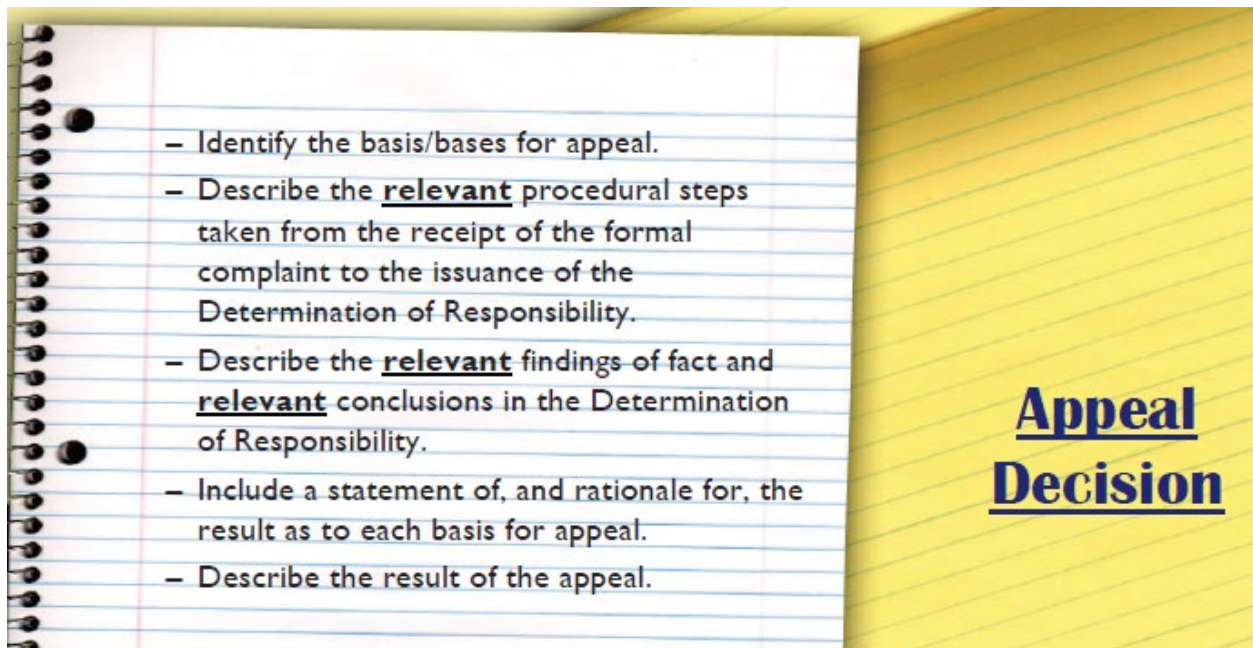 – Identify the basis/bases for appeal.
– Describe the relevant procedural steps
taken from the receipt of the formal
complaint to the issuance of the
Determination of Responsibility.
– Describe the relevant findings of fact and
relevant conclusions in the Determination
of Responsibility.
– Include a statement of, and rationale for, the
result as to each basis for appeal.
– Describe the result of the appeal.
Appeal
Decision